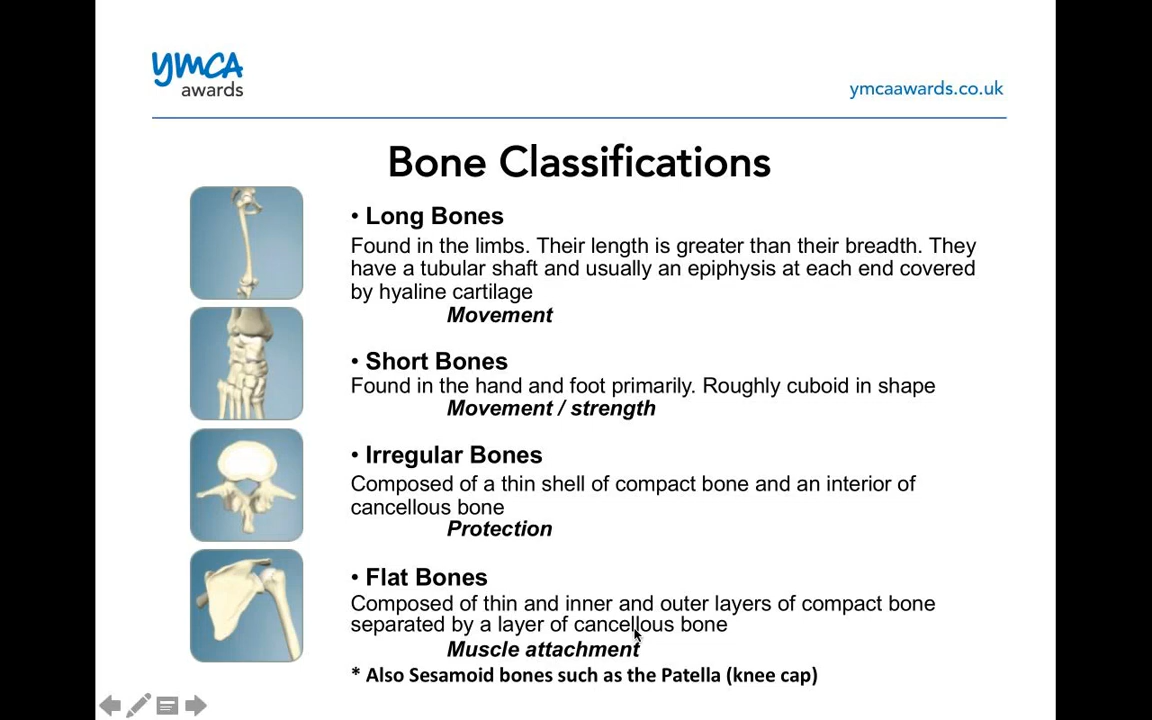 ymca
awards
ymcaawards.co.uk
Bone Classifications
• Long Bones
Found in the limbs. Their length is greater than their breadth. They
have a tubular shaft and usually an epiphysis at each end covered
by hyaline cartilage
Movement
• Short Bones
Found in the hand and foot primarily. Roughly cuboid in shape
Movement / strength
• Irregular Bones
Composed of a thin shell of compact bone and an interior of
cancellous bone
Protection
• Flat Bones
Composed of thin and inner and outer layers of compact bone
separated by a layer of cancellous bone
Muscle attachment
* Also Sesamoid bones such as the Patella (knee cap)